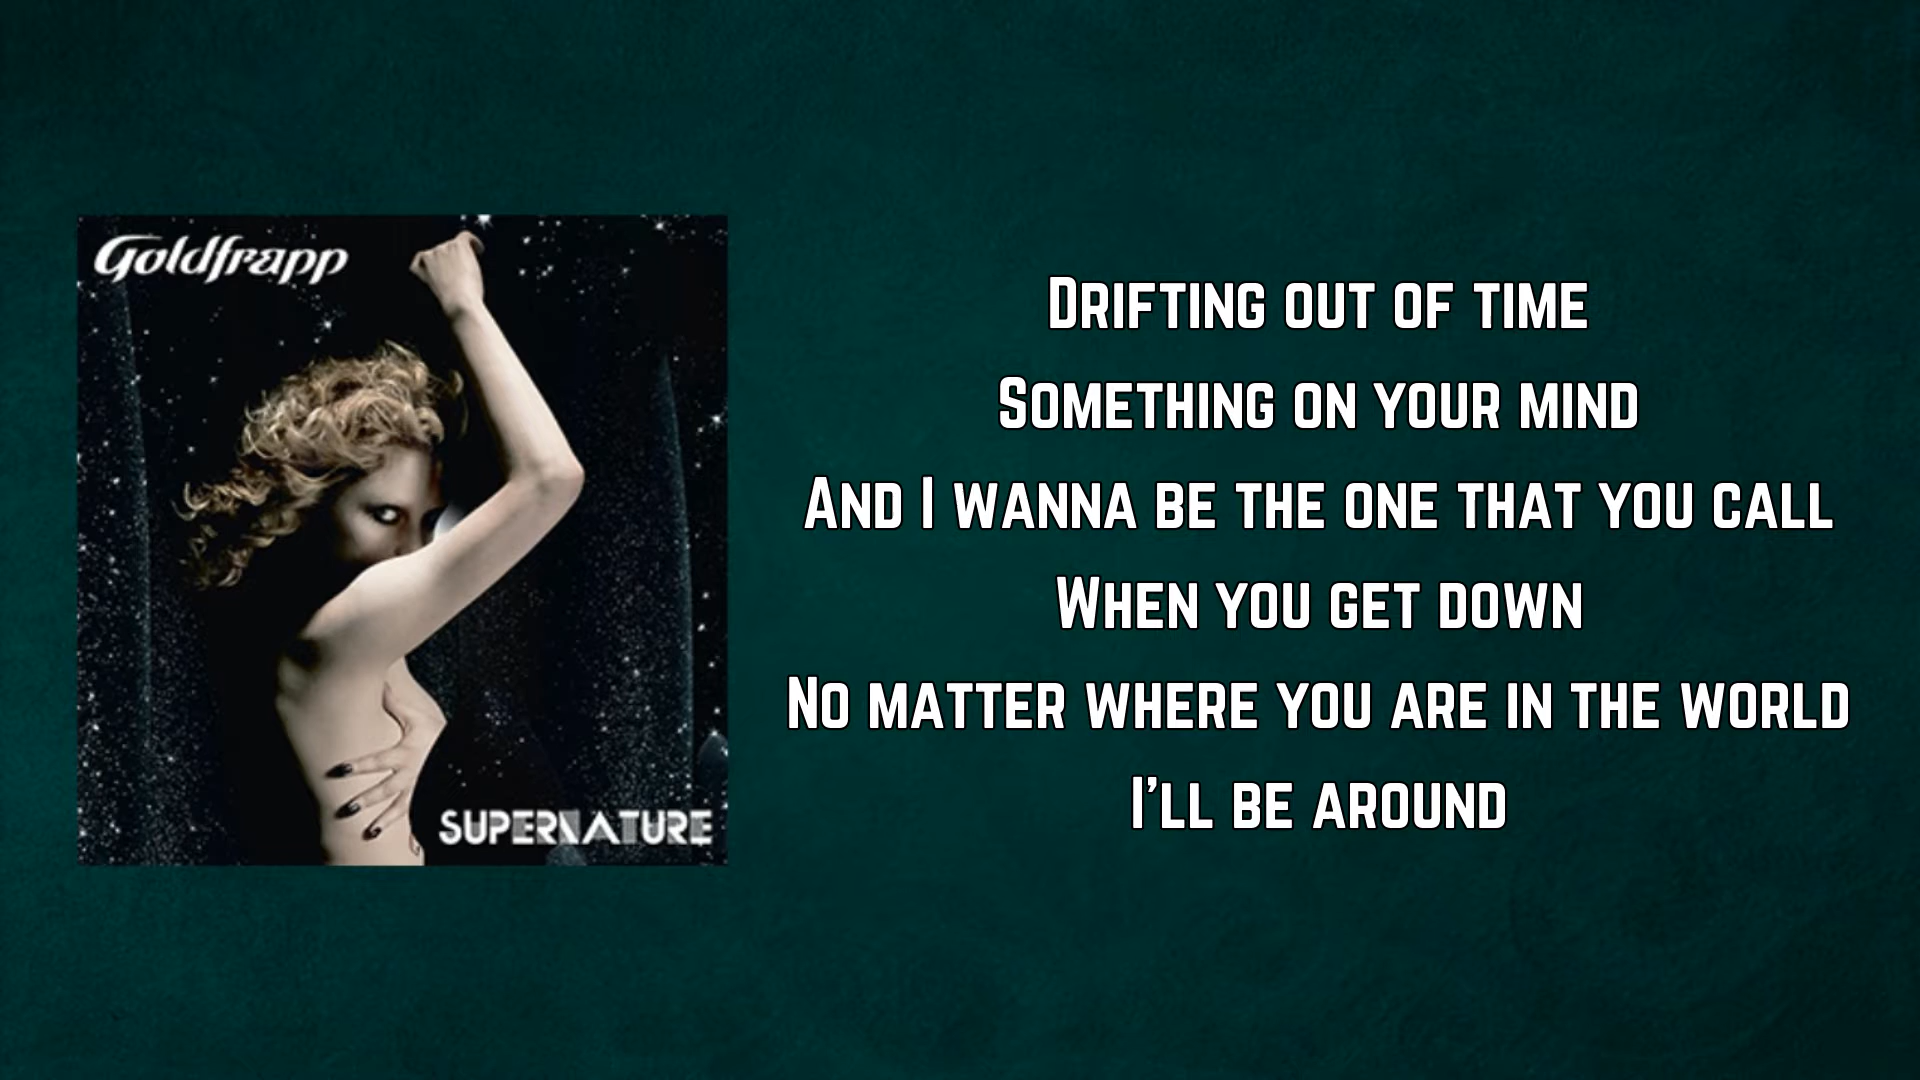 Goldfrapp
SUPERNATURE
Drifting out of time
Something on your mind
And I wanna be the one that you call
When you get down
No matter where you are in the world
I'll be around